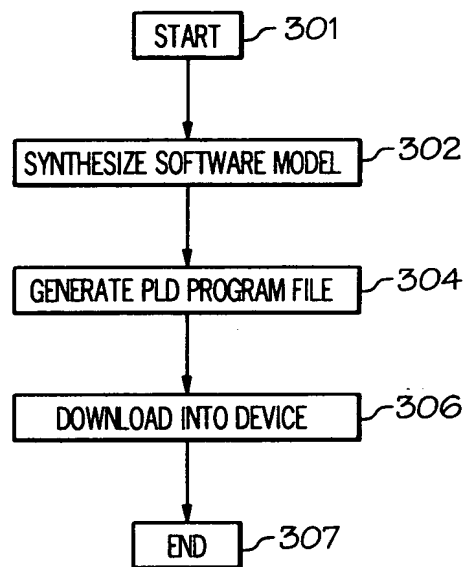 START 301
SYNTHESIZE SOFTWARE MODEL 302
GENERATE PLD PROGRAM FILE 304
DOWNLOAD INTO DEVICE 306
END 307